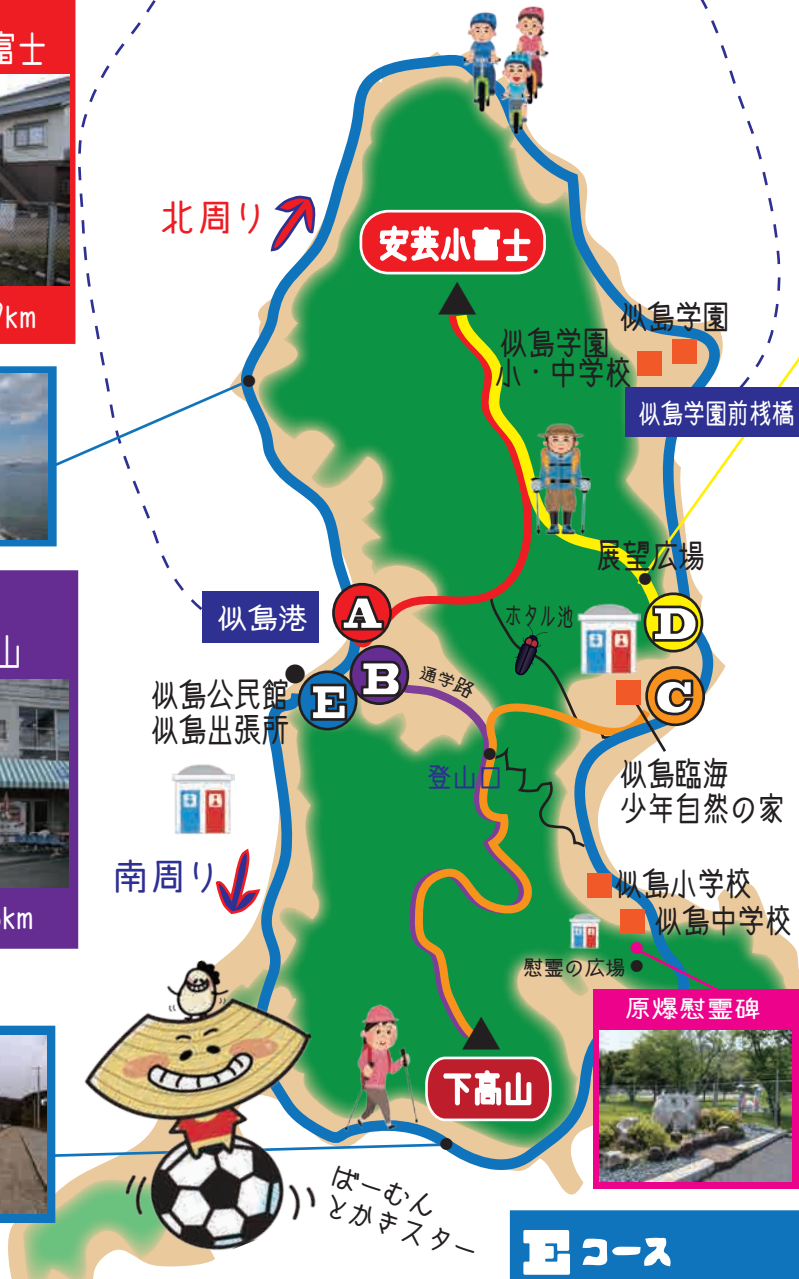 富士
km
山
km
北周り
安芸小富士
似島学園
似島学園
小・中学校
似島学園前桟橋
展望広場
ホタル池
似島港
A
B
C
D
E
通学路
似島公民館
似島出張所
登山口
似島臨海
少年自然の家
南周り
似島小学校
似島中学校
慰霊の広場
原爆慰霊碑
下高山
ばーむん
とかきスター
Eコース